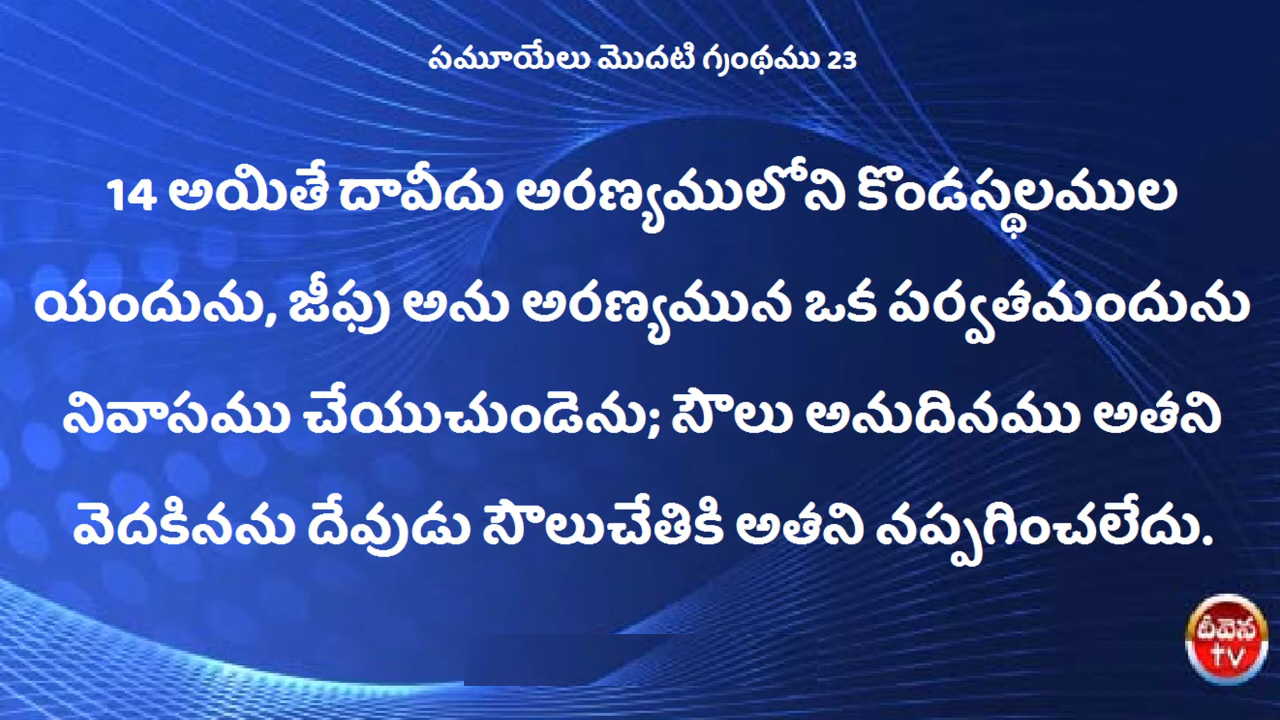 సమూయేలు మొదటి గ్రంథము 23
14 అయితే దావీదు అరణ్యములోని కొండస్థలముల
యందును, జీఫు అను అరణ్యమున ఒక పర్వతమందును
నివాసము చేయుచుండెను; సౌలు అనుదినము అతని
వెదకినను దేవుడు సౌలుచేతికి అతని నప్పగించలేదు.
దీవెన
TV